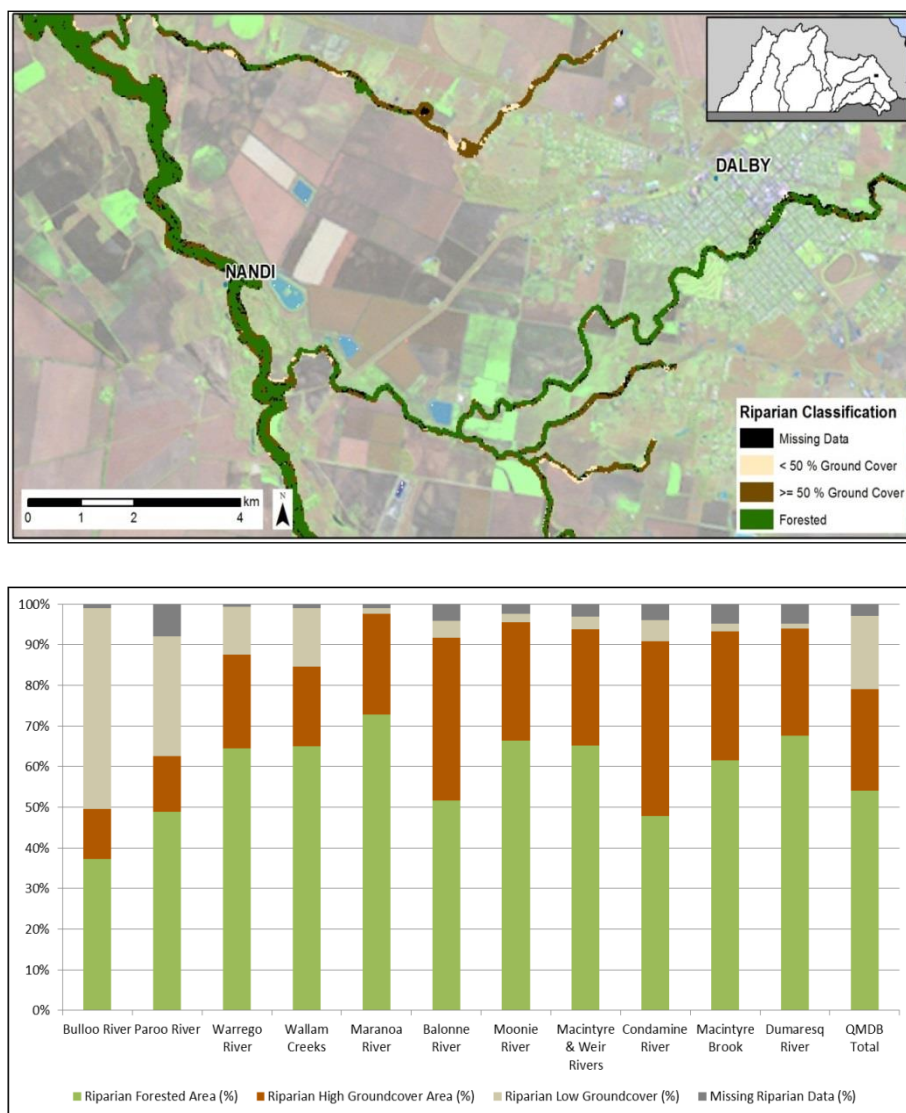 DALBY
NANDI
Riparian Classification
Missing Data
< 50 % Ground Cover
>= 50 % Ground Cover
Forested
km
0 1 2 4
N
100%
90%
80%
70%
60%
50%
40%
30%
20%
10%
0%
Bulloo River Paroo River Warrego River Wallam Creeks Maranoa River Balonne River Moonie River Macintyre & Weir Rivers Condamine River Macintyre Brook Dumaresq River QMDB Total
Riparian Forested Area (%) Riparian High Groundcover Area (%) Riparian Low Groundcover (%) Missing Riparian Data (%)